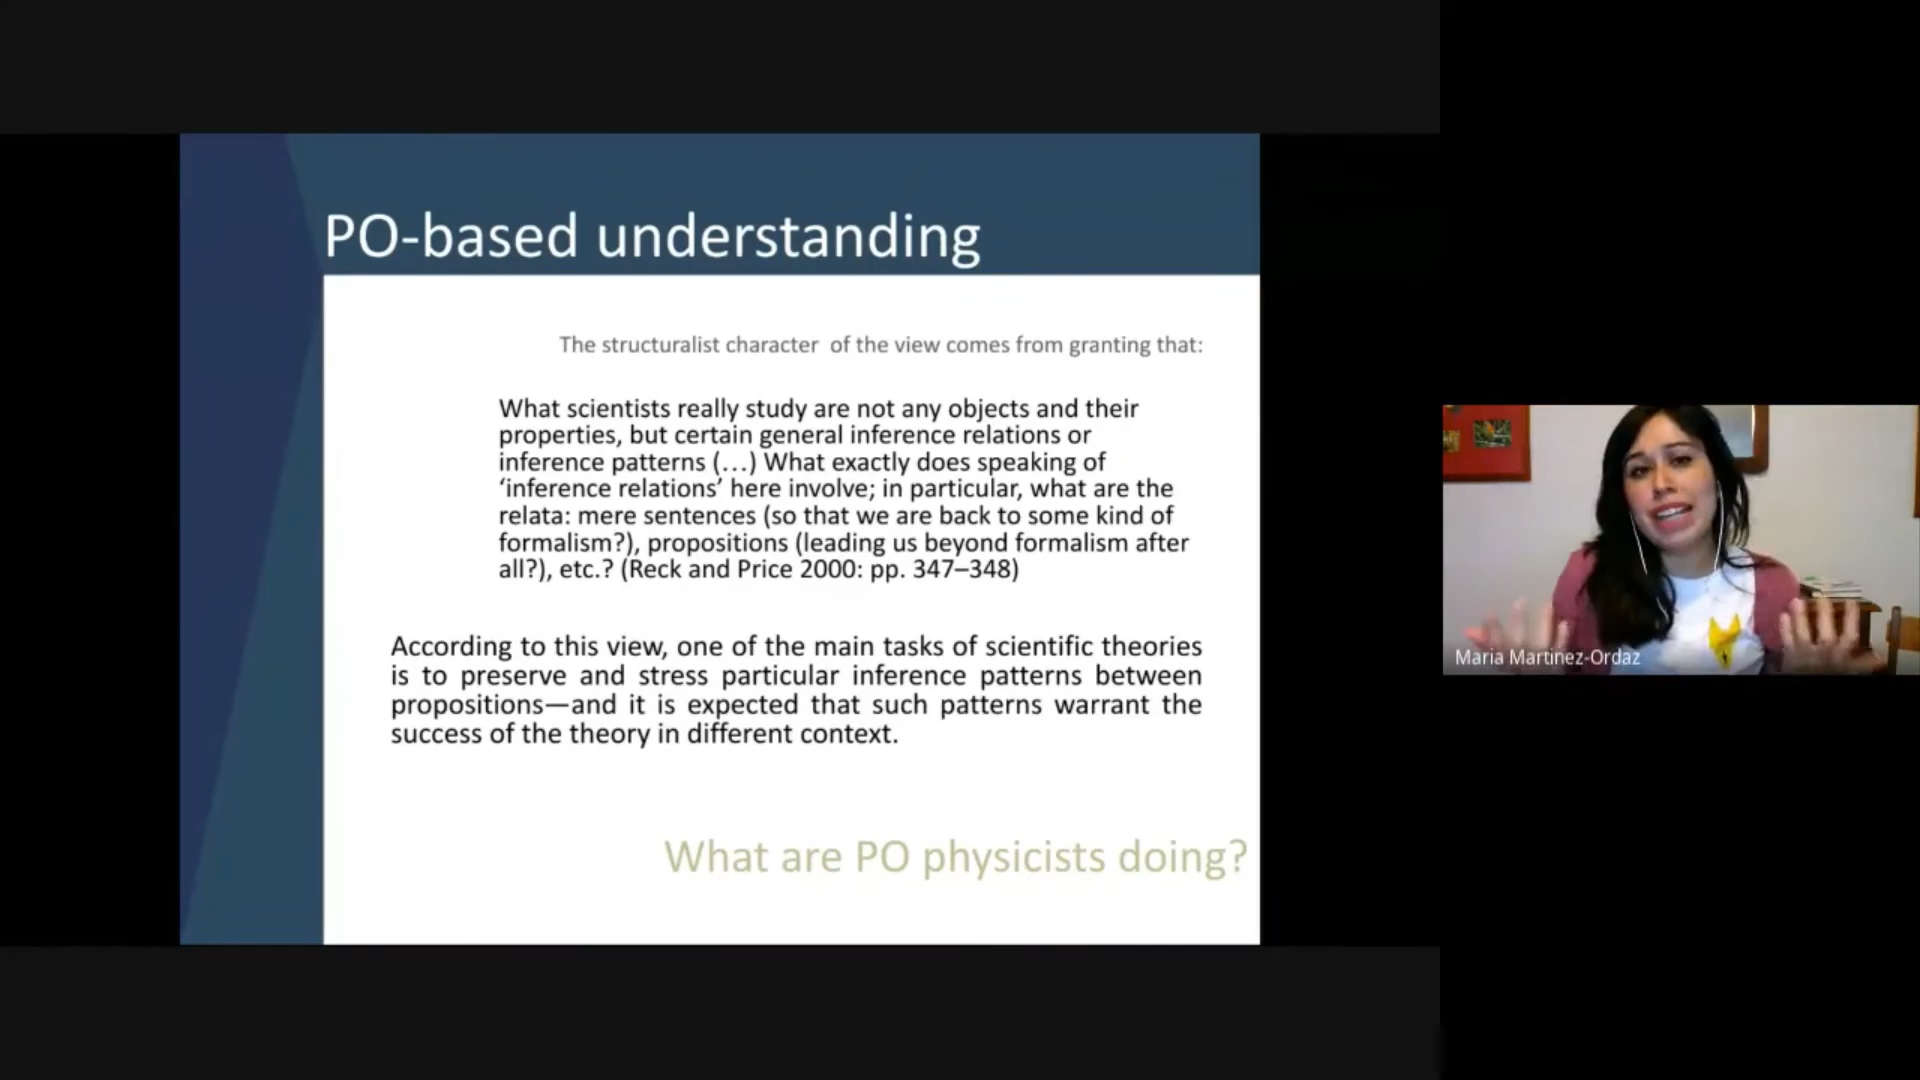 PO-based understanding
The structuralist character of the view comes from granting that:
What scientists really study are not any objects and their
properties, but certain general inference relations or
inference patterns (…) What exactly does speaking of
‘inference relations’ here involve; in particular, what are the
relata: mere sentences (so that we are back to some kind of
formalism?), propositions (leading us beyond formalism after
all?), etc.? (Reck and Price 2000: pp. 347–348)
According to this view, one of the main tasks of scientific theories
is to preserve and stress particular inference patterns between
propositions—and it is expected that such patterns warrant the
success of the theory in different context.
What are PO physicists doing?
Maria Martinez-Ordaz